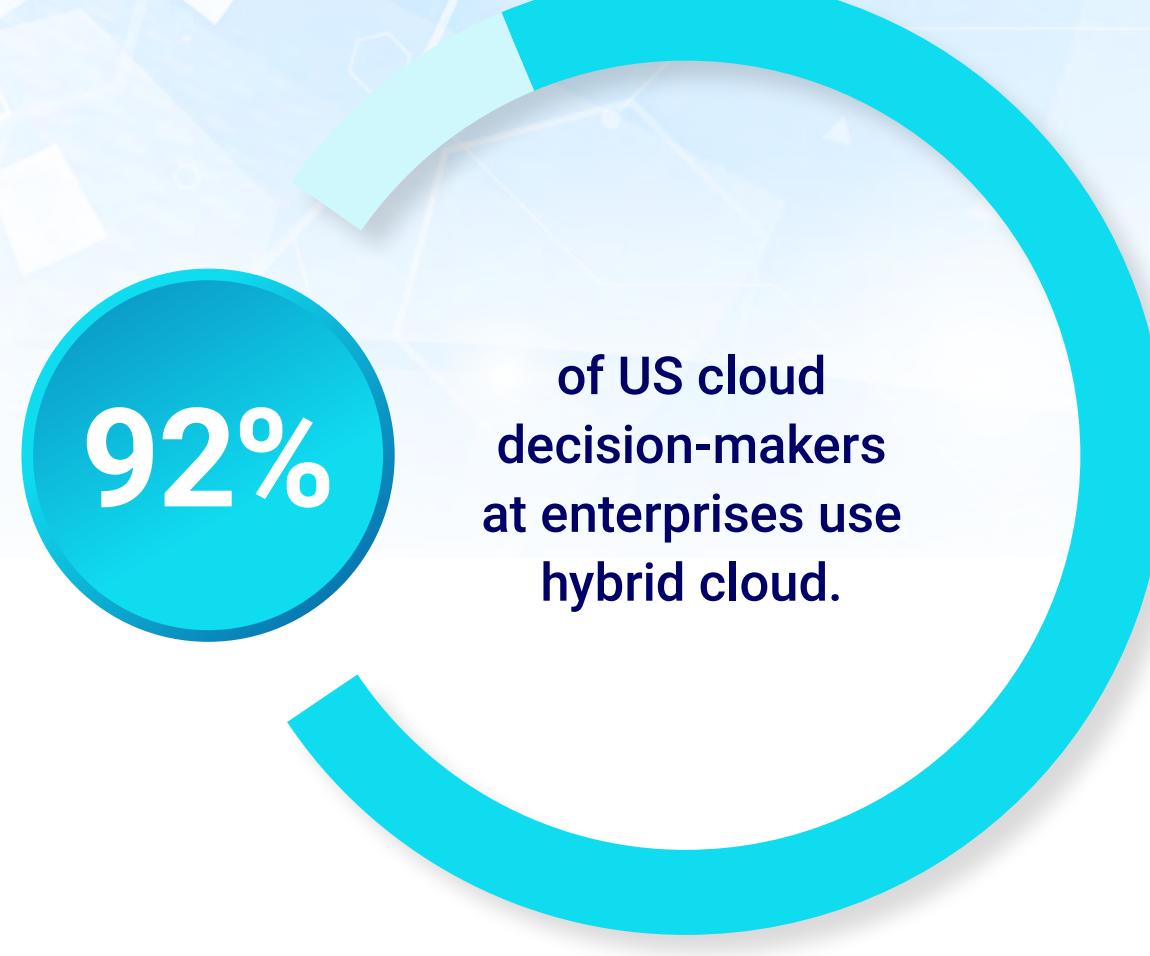 92%
of US cloud
decision-makers
at enterprises use
hybrid cloud.